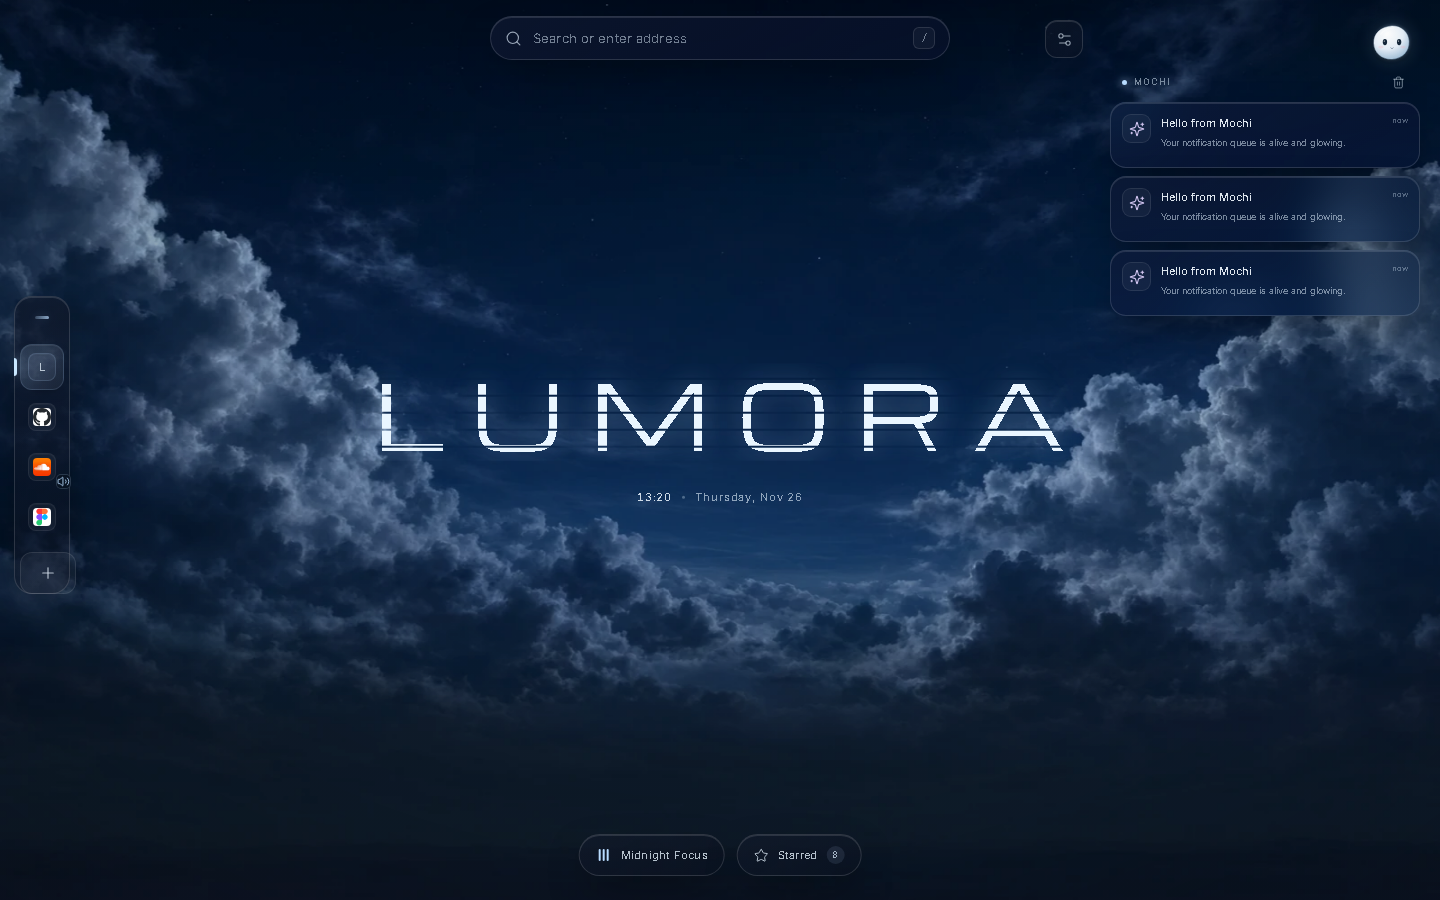 Search or enter address /
MOCHI
Hello from Mochi now
Your notification queue is alive and glowing.
Hello from Mochi now
Your notification queue is alive and glowing.
Hello from Mochi now
Your notification queue is alive and glowing.
L
LUMORA
13:20 • Thursday, Nov 26
Midnight Focus
Starred 8